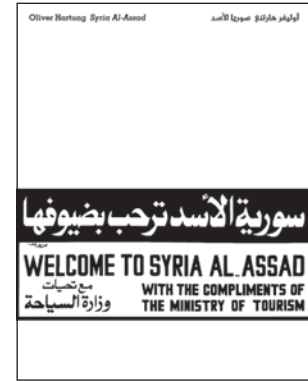 Oliver Hartung Syria Al-Assad
أوليفر هارتنغ سوريا الأسد
سورية الأسد ترحب بضيوفها
WELCOME TO SYRIA AL_ASSAD
مع تحيات
وزارة السياحة
WITH THE COMPLIMENTS OF
THE MINISTRY OF TOURISM